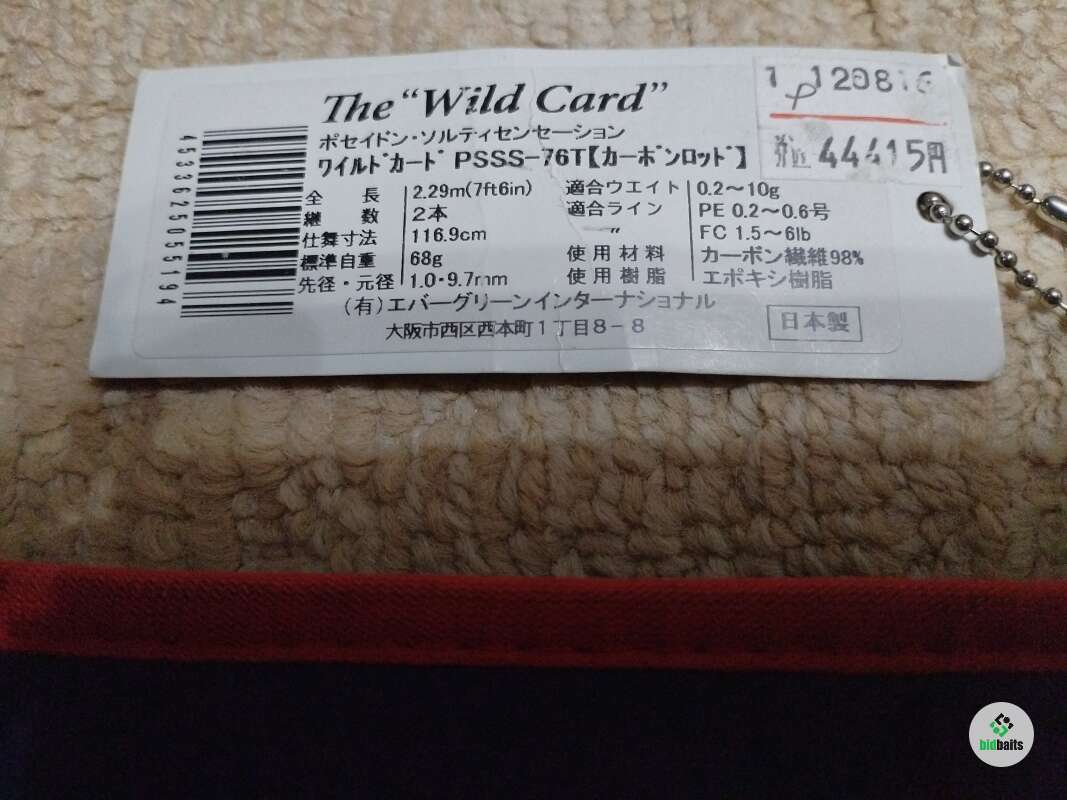 The "Wild Card"
ポセイドン・ソルティセンセーション
ワイルドカード PSSS-76T【カーボンロッド】
全長 2.29m(7ft6in)
継数 2本
仕舞寸法 116.9cm
標準自重 68g
先径・元径 1.0・9.7mm
適合ウエイト 0.2〜10g
適合ライン PE 0.2〜0.6号
〃 FC 1.5〜6lb
使用材料 カーボン繊維98%
使用樹脂 エポキシ樹脂
(有)エバーグリーンインターナショナル
大阪市西区西本町1丁目8-8
日本製
4533625055194
44415円
bidbaits